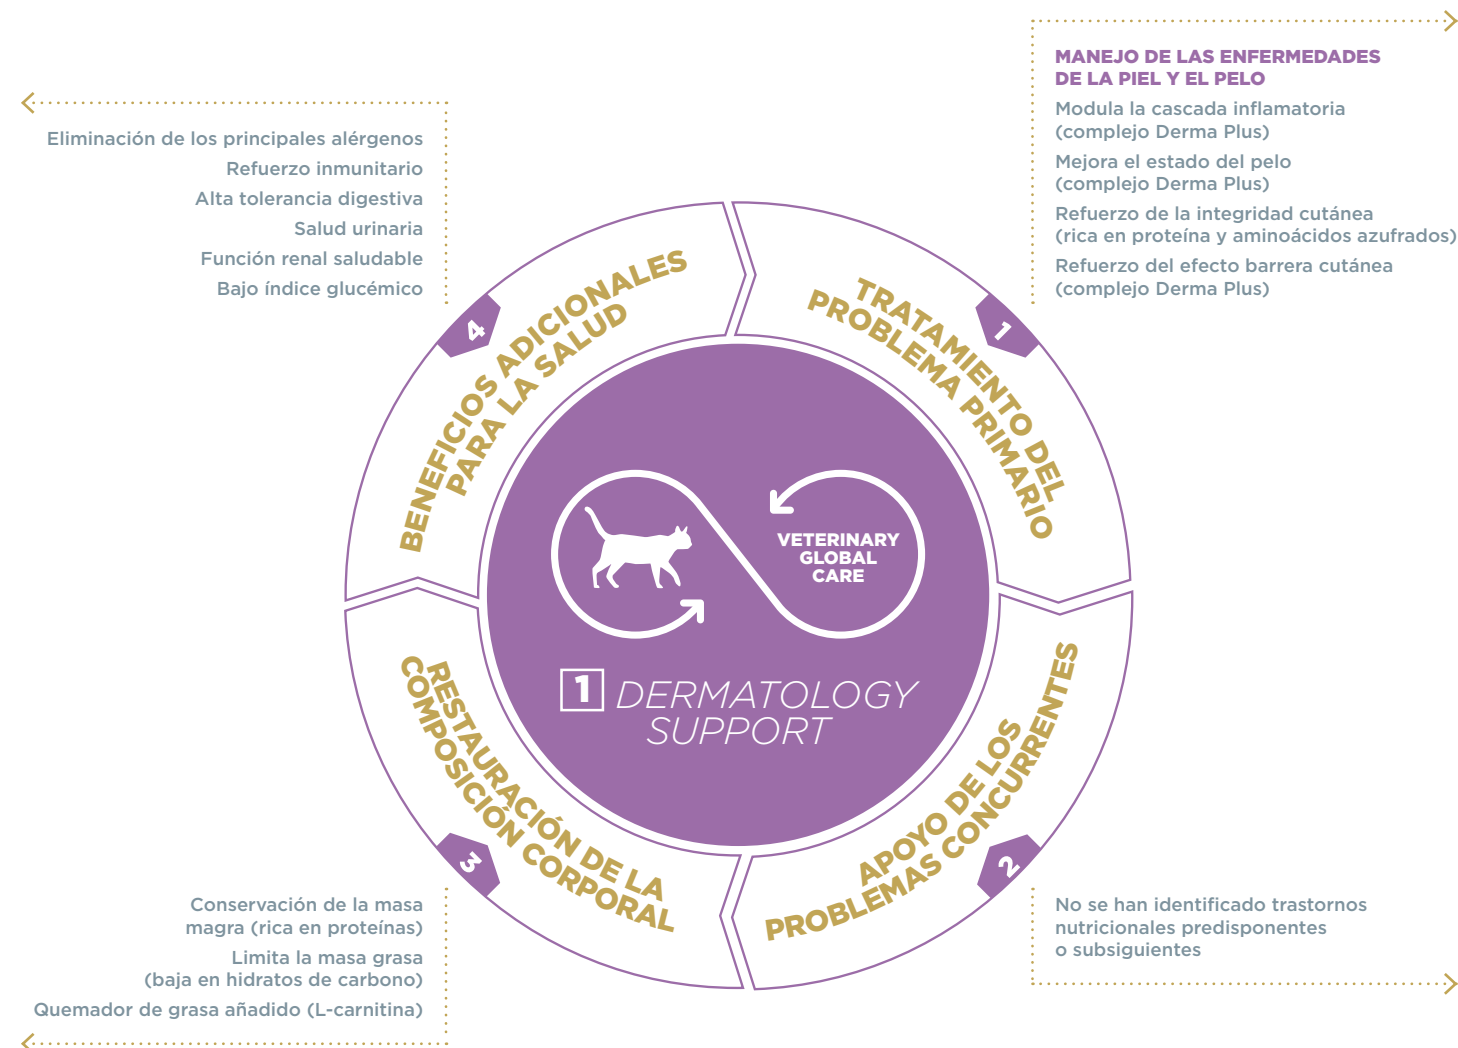 MANEJO DE LAS ENFERMEDADES
DE LA PIEL Y EL PELO
Modula la cascada inflamatoria
(complejo Derma Plus)
Mejora el estado del pelo
(complejo Derma Plus)
Refuerzo de la integridad cutánea
(rica en proteína y aminoácidos azufrados)
Refuerzo del efecto barrera cutánea
(complejo Derma Plus)
Eliminación de los principales alérgenos
Refuerzo inmunitario
Alta tolerancia digestiva
Salud urinaria
Función renal saludable
Bajo índice glucémico
4
BENEFICIOS ADICIONALES
PARA LA SALUD
1
TRATAMIENTO DEL
PROBLEMA PRIMARIO
VETERINARY
GLOBAL
CARE
1 DERMATOLOGY
SUPPORT
3
RESTAURACIÓN DE LA
COMPOSICIÓN CORPORAL
2
APOYO DE LOS
PROBLEMAS CONCURRENTES
Conservación de la masa
magra (rica en proteínas)
Limita la masa grasa
(baja en hidratos de carbono)
Quemador de grasa añadido (L-carnitina)
No se han identificado trastornos
nutricionales predisponentes
o subsiguientes